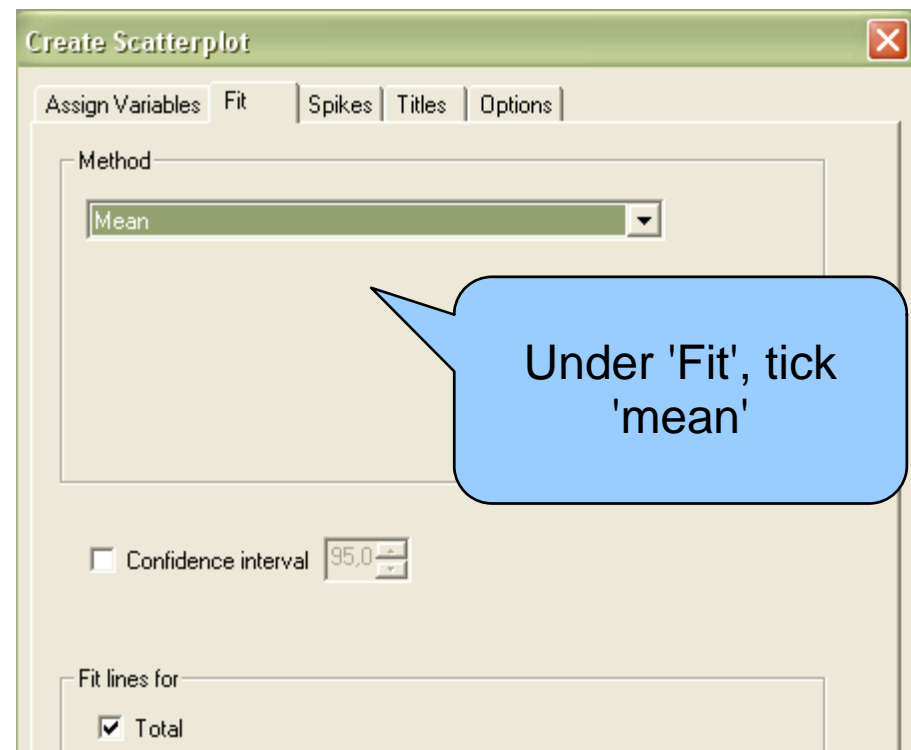 Create Scatterplot
Assign Variables Fit Spikes Titles Options
Method
Mean
Under 'Fit', tick
'mean'
Confidence interval 95,0
Fit lines for
Total